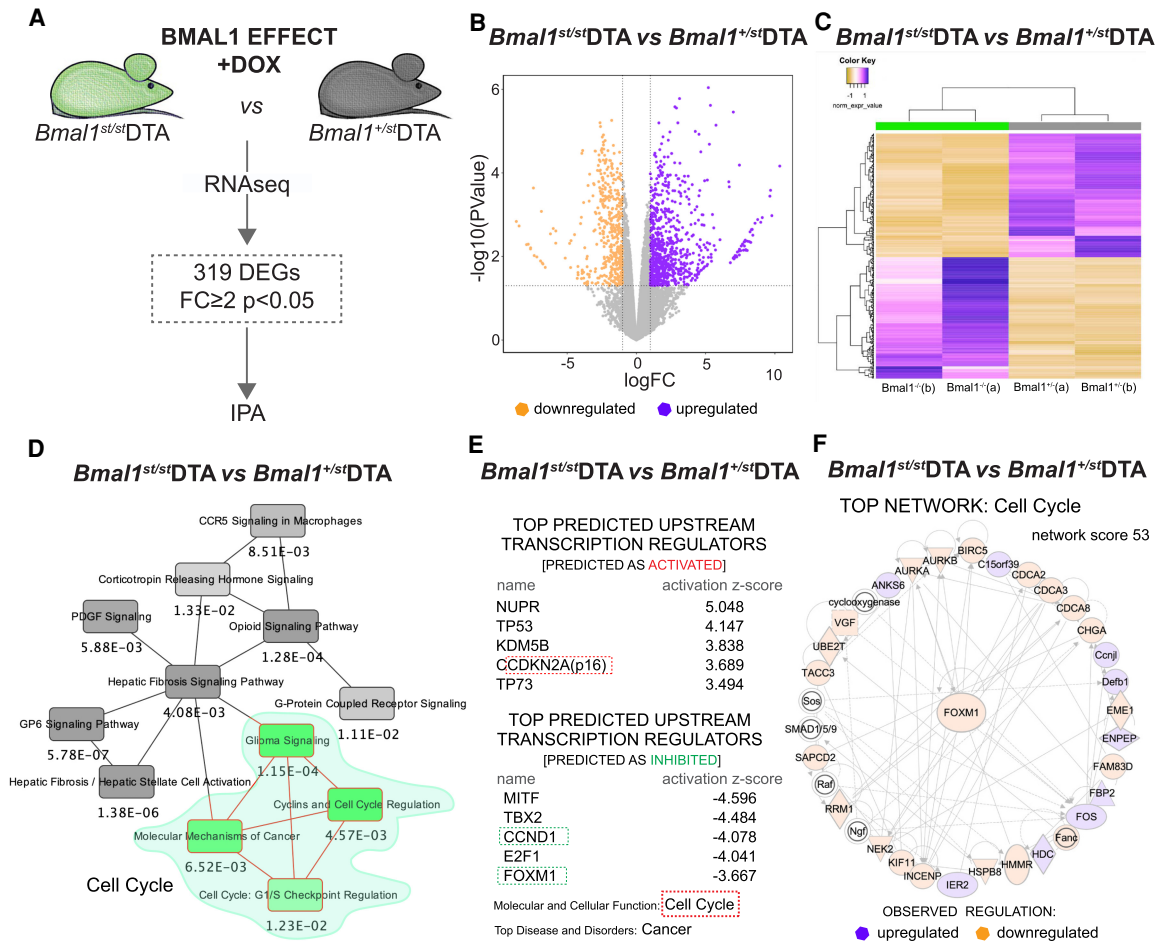 A
BMAL1 EFFECT
+DOX
vs
Bmal1st/stDTA
Bmal1+/stDTA
RNAseq
319 DEGs
FC≥2 p<0.05
IPA
B
Bmal1st/stDTA vs Bmal1+/stDTA
-log10(PValue)
6
4
2
0
-5
0
5
10
logFC
downregulated
upregulated
C
Bmal1st/stDTA vs Bmal1+/stDTA
Color Key
-1 1
norm_expr_value
Bmal1-/-(b)
Bmal1-/-(a)
Bmal1+/-(a)
Bmal1+/-(b)
D
Bmal1st/stDTA vs Bmal1+/stDTA
CCR5 Signaling in Macrophages
8.51E-03
Corticotropin Releasing Hormone Signaling
1.33E-02
PDGF Signaling
5.88E-03
Opioid Signaling Pathway
1.28E-04
Hepatic Fibrosis Signaling Pathway
4.08E-03
G-Protein Coupled Receptor Signaling
1.11E-02
GP6 Signaling Pathway
5.78E-07
Glioma Signaling
1.15E-04
Hepatic Fibrosis / Hepatic Stellate Cell Activation
1.38E-06
Cyclins and Cell Cycle Regulation
4.57E-03
Molecular Mechanisms of Cancer
6.52E-03
Cell Cycle
Cell Cycle: G1/S Checkpoint Regulation
1.23E-02
E
Bmal1st/stDTA vs Bmal1+/stDTA
TOP PREDICTED UPSTREAM
TRANSCRIPTION REGULATORS
[PREDICTED AS ACTIVATED]
name activation z-score
NUPR 5.048
TP53 4.147
KDM5B 3.838
CCDKN2A(p16) 3.689
TP73 3.494
TOP PREDICTED UPSTREAM
TRANSCRIPTION REGULATORS
[PREDICTED AS INHIBITED]
name activation z-score
MITF -4.596
TBX2 -4.484
CCND1 -4.078
E2F1 -4.041
FOXM1 -3.667
Molecular and Cellular Function: Cell Cycle
Top Disease and Disorders: Cancer
F
Bmal1st/stDTA vs Bmal1+/stDTA
TOP NETWORK: Cell Cycle
network score 53
BIRC5
AURKB
C15orf39
AURKA
CDCA2
ANKS6
CDCA3
cyclooxygenase
CDCA8
VGF
CHGA
UBE2T
Ccnjl
TACC3
Defb1
Sos
EME1
FOXM1
SMAD1/5/9
ENPEP
SAPCD2
FAM83D
Raf
FBP2
RRM1
FOS
Ngf
Fanc
NEK2
HDC
KIF11
HMMR
INCENP
HSPB8
IER2
OBSERVED REGULATION:
upregulated
downregulated